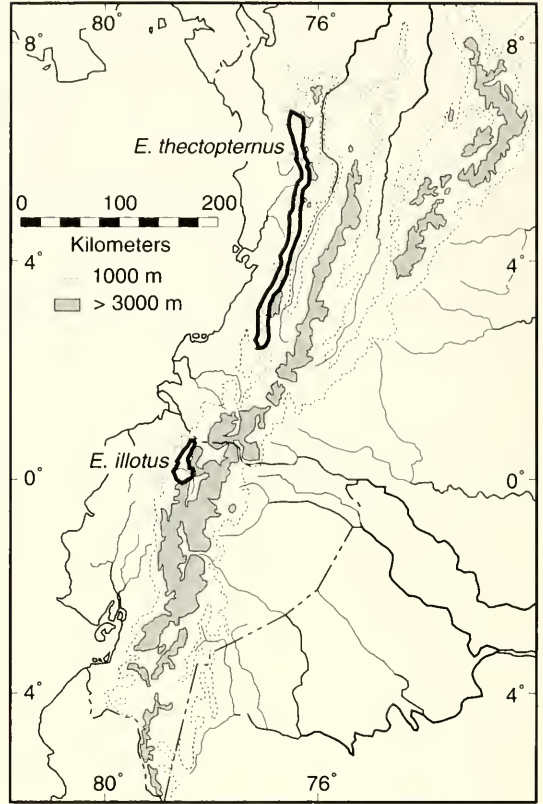 80° 76°
8° 8°
E. thectopternus
0 100 200
Kilometers
4° 4°
1000 m
> 3000 m
E. illotus
0° 0°
4° 4°
80° 76°